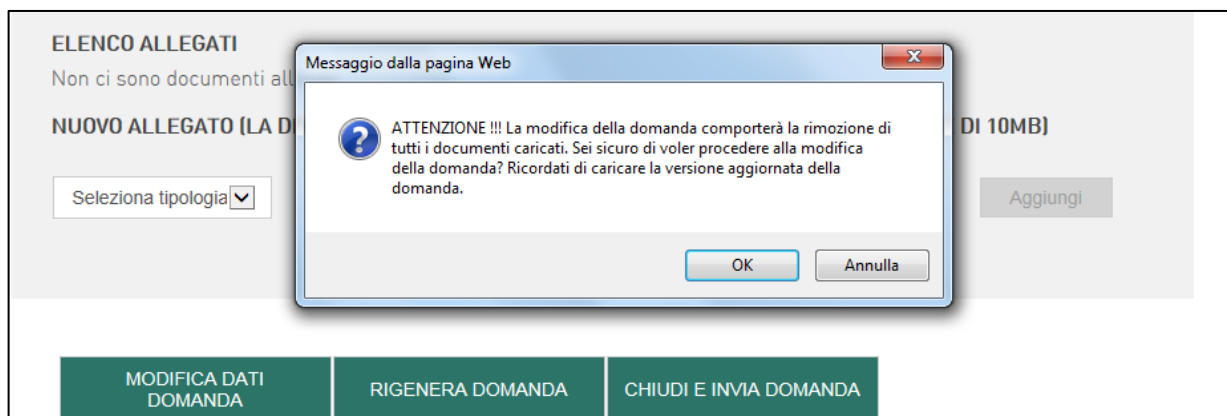 ELENCO ALLEGATI
Non ci sono documenti all
Messaggio dalla pagina Web
NUOVO ALLEGATO (LA D
DI 10MB)
ATTENZIONE !!! La modifica della domanda comporterà la rimozione di
tutti i documenti caricati. Sei sicuro di voler procedere alla modifica
della domanda? Ricordati di caricare la versione aggiornata della
domanda.
Seleziona tipologia
Aggiungi
OK
Annulla
MODIFICA DATI
DOMANDA
RIGENERA DOMANDA
CHIUDI E INVIA DOMANDA